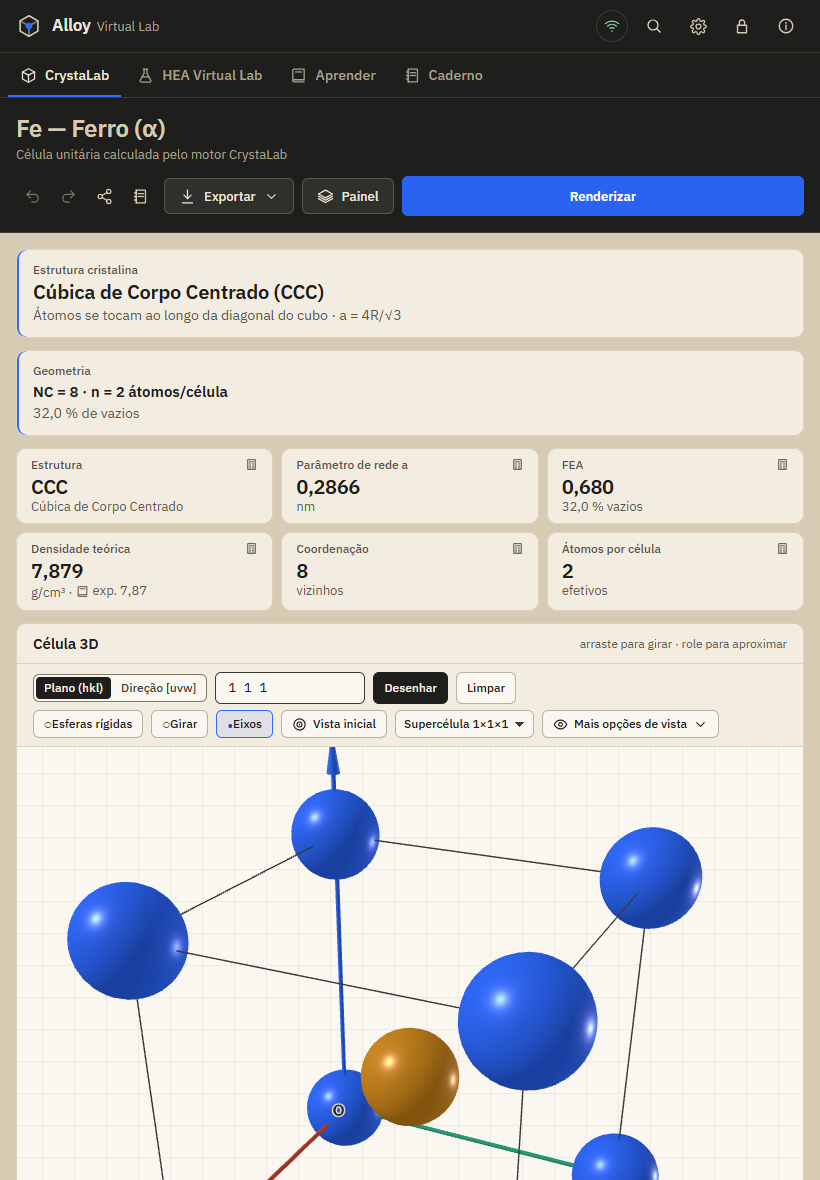 Alloy Virtual Lab
CrystaLab HEA Virtual Lab Aprender Caderno
Fe — Ferro (α)
Célula unitária calculada pelo motor CrystaLab
Exportar Painel Renderizar
Estrutura cristalina
Cúbica de Corpo Centrado (CCC)
Átomos se tocam ao longo da diagonal do cubo · a = 4R/√3
Geometria
NC = 8 · n = 2 átomos/célula
32,0 % de vazios
Estrutura
CCC
Cúbica de Corpo Centrado
Parâmetro de rede a
0,2866
nm
FEA
0,680
32,0 % vazios
Densidade teórica
7,879
g/cm³ · exp. 7,87
Coordenação
8
vizinhos
Átomos por célula
2
efetivos
Célula 3D arraste para girar · role para aproximar
Plano (hkl) Direção [uvw] 1 1 1 Desenhar Limpar
○Esferas rígidas ○Girar •Eixos Vista inicial Supercélula 1×1×1 Mais opções de vista
0